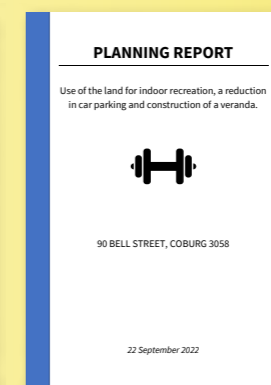 PLANNING REPORT
Use of the land for indoor recreation, a reduction
in car parking and construction of a veranda.
90 BELL STREET, COBURG 3058
22 September 2022